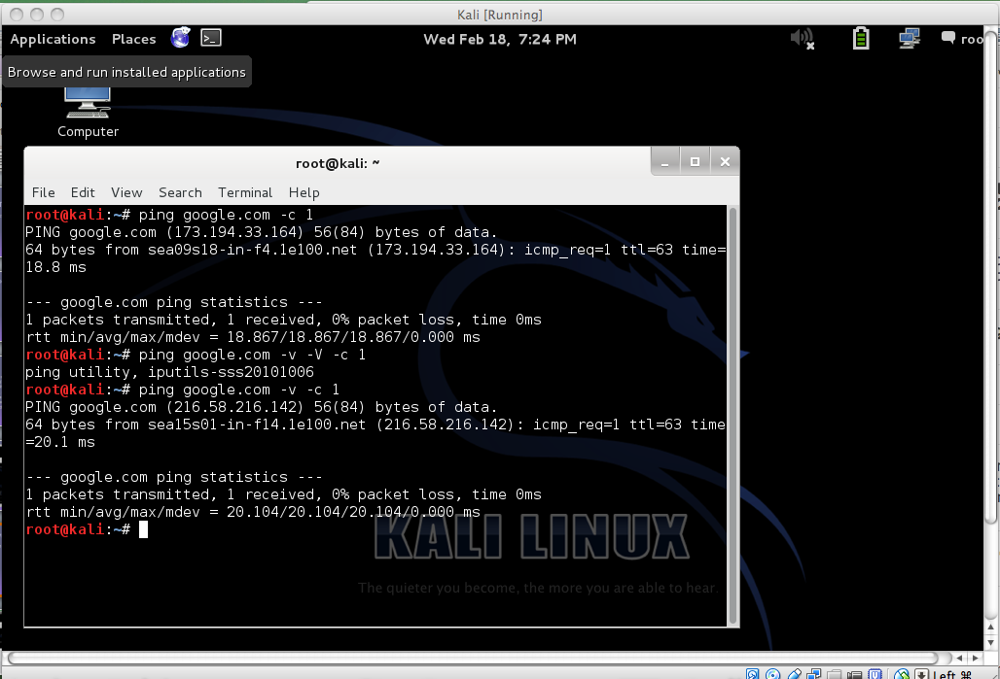 Kali [Running]
Applications Places Wed Feb 18, 7:24 PM roo
Browse and run installed applications
Computer
root@kali: ~
File Edit View Search Terminal Help
root@kali:~# ping google.com -c 1
PING google.com (173.194.33.164) 56(84) bytes of data.
64 bytes from sea09s18-in-f4.1e100.net (173.194.33.164): icmp_req=1 ttl=63 time=
18.8 ms
--- google.com ping statistics ---
1 packets transmitted, 1 received, 0% packet loss, time 0ms
rtt min/avg/max/mdev = 18.867/18.867/18.867/0.000 ms
root@kali:~# ping google.com -v -V -c 1
ping utility, iputils-sss20101006
root@kali:~# ping google.com -v -c 1
PING google.com (216.58.216.142) 56(84) bytes of data.
64 bytes from sea15s01-in-f14.1e100.net (216.58.216.142): icmp_req=1 ttl=63 time
=20.1 ms
--- google.com ping statistics ---
1 packets transmitted, 1 received, 0% packet loss, time 0ms
rtt min/avg/max/mdev = 20.104/20.104/20.104/0.000 ms
root@kali:~#
KALI LINUX
The quieter you become, the more you are able to hear.
Left ⌘